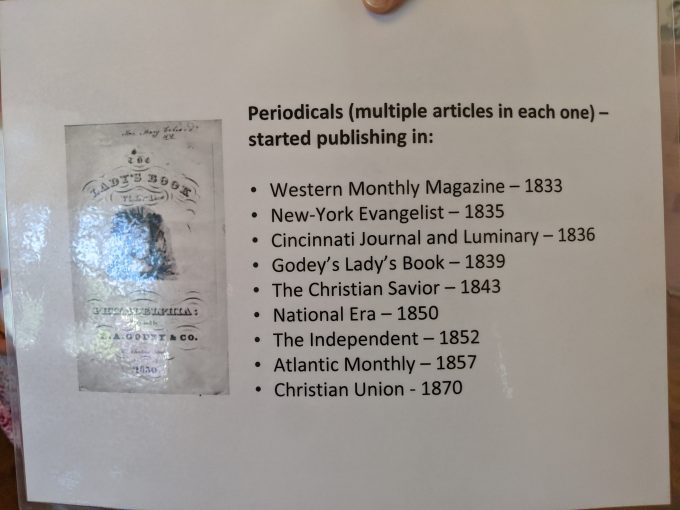 Periodicals (multiple articles in each one) –
started publishing in:
• Western Monthly Magazine – 1833
• New-York Evangelist – 1835
• Cincinnati Journal and Luminary – 1836
• Godey's Lady's Book – 1839
• The Christian Savior – 1843
• National Era – 1850
• The Independent – 1852
• Atlantic Monthly – 1857
• Christian Union - 1870
THE
LADY'S BOOK
PHILADELPHIA:
L.A.GODEY & CO.
1830